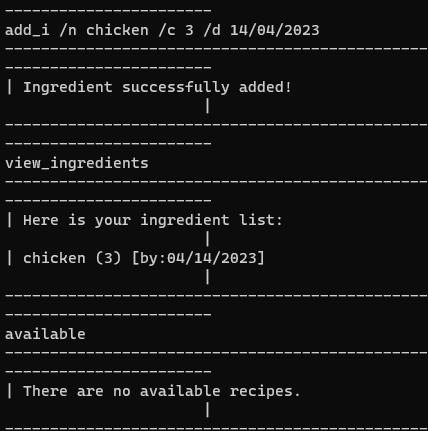 -----------------------
add_i /n chicken /c 3 /d 14/04/2023
-----------------------------------------------
-----------------------
| Ingredient successfully added!
|
-----------------------------------------------
-----------------------
view_ingredients
-----------------------------------------------
-----------------------
| Here is your ingredient list:
|
| chicken (3) [by:04/14/2023]
|
-----------------------------------------------
-----------------------
available
-----------------------------------------------
-----------------------
| There are no available recipes.
|
-----------------------------------------------